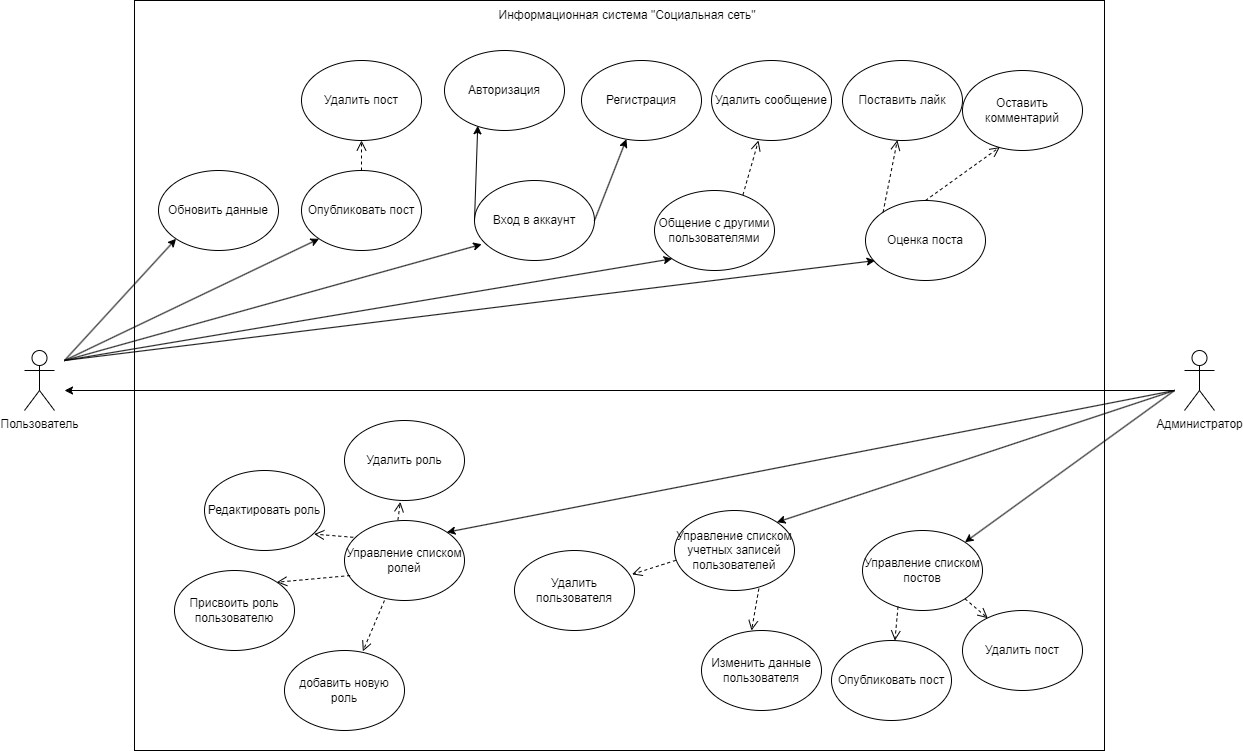 Информационная система "Социальная сеть"
Удалить пост
Авторизация
Регистрация
Удалить сообщение
Поставить лайк
Оставить
комментарий
Обновить данные
Опубликовать пост
Вход в аккаунт
Общение с другими
пользователями
Оценка поста
Пользователь
Администратор
Удалить роль
Редактировать роль
Управление списком
ролей
Присвоить роль
пользователю
добавить новую
роль
Управление списком
учетных записей
пользователей
Удалить
пользователя
Изменить данные
пользователя
Управление списком
постов
Опубликовать пост
Удалить пост